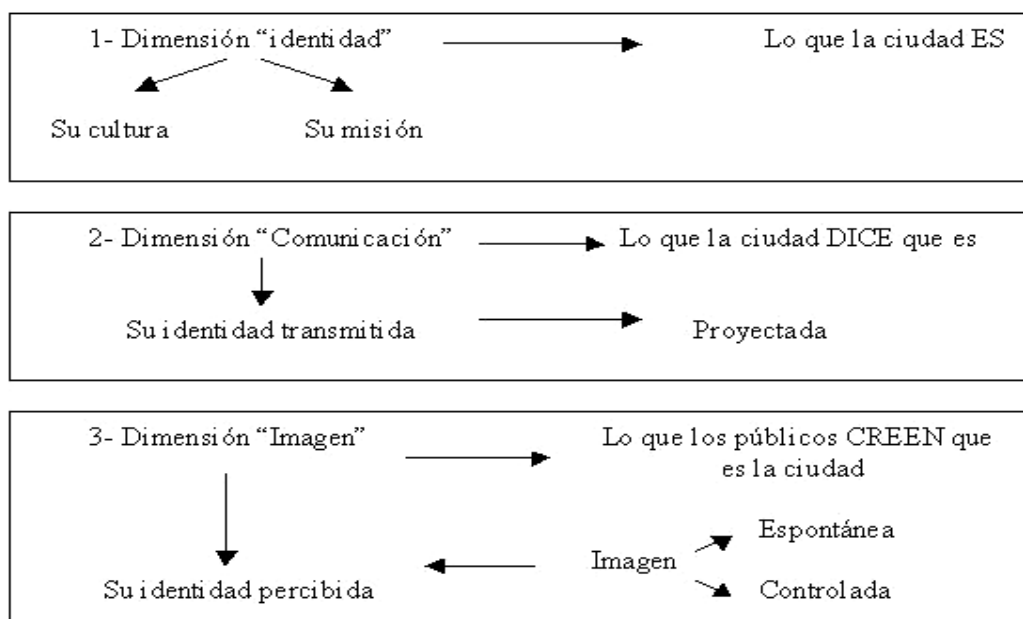 1- Dimensión “identidad”
Lo que la ciudad ES
Su cultura
Su misión
2- Dimensión “Comunicación”
Lo que la ciudad DICE que es
Su identidad transmitida
Proyectada
3- Dimensión “Imagen”
Lo que los públicos CREEN que
es la ciudad
Espontánea
Imagen
Su identidad percibida
Controlada